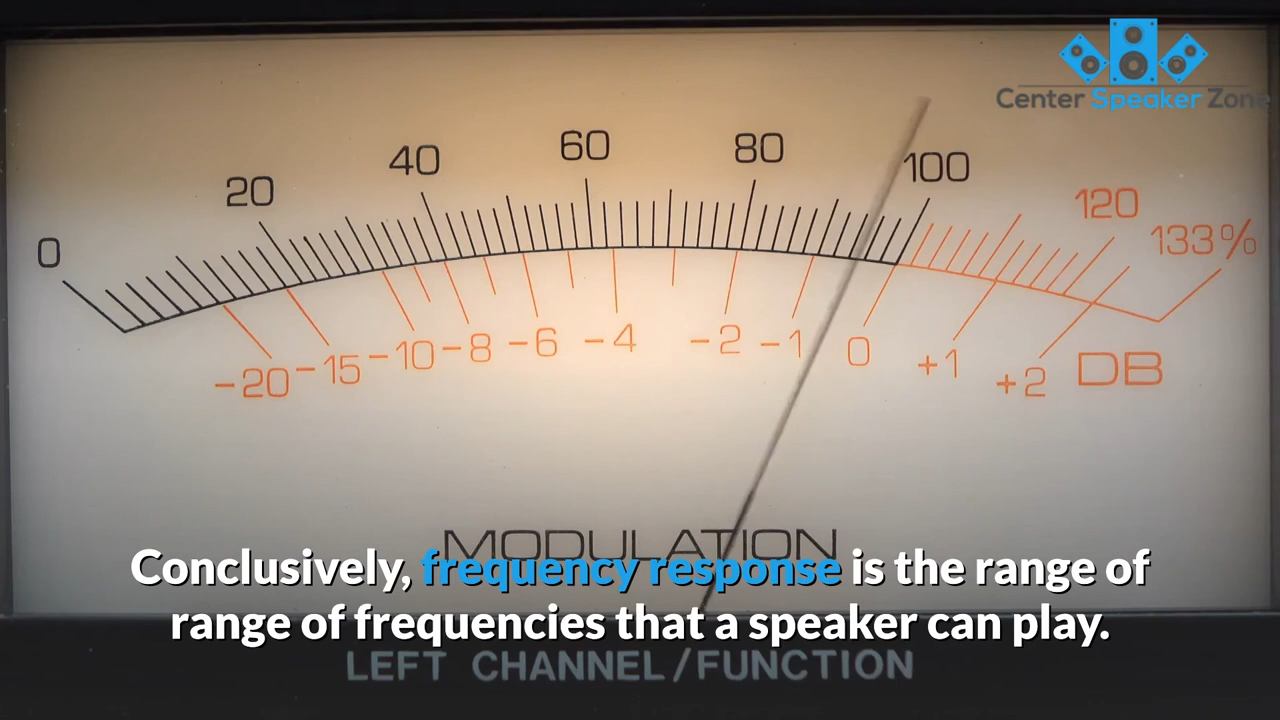 Center Speaker Zone
0 20 40 60 80 100 120 133%
-20 -15 -10 -8 -6 -4 -2 -1 0 +1 +2 DB
MODULATION
Conclusively, frequency response is the range of
range of frequencies that a speaker can play.
LEFT CHANNEL/FUNCTION